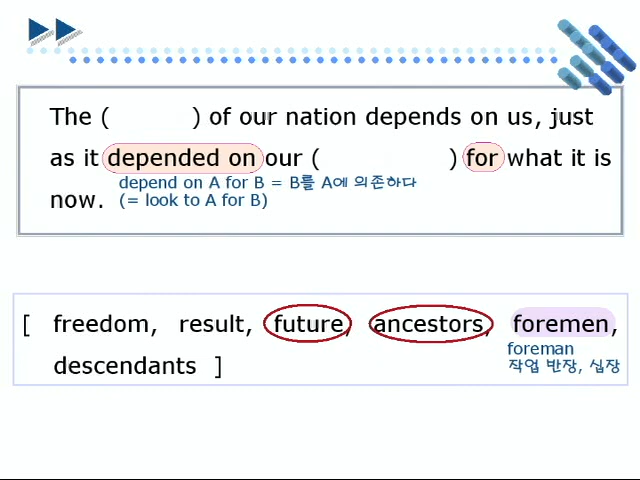 The (          ) of our nation depends on us, just
as it depended on our (          ) for what it is
depend on A for B = B를 A에 의존하다
now. (= look to A for B)
[ freedom, result, future, ancestors, foremen,
foreman
descendants ] 작업 반장, 십장